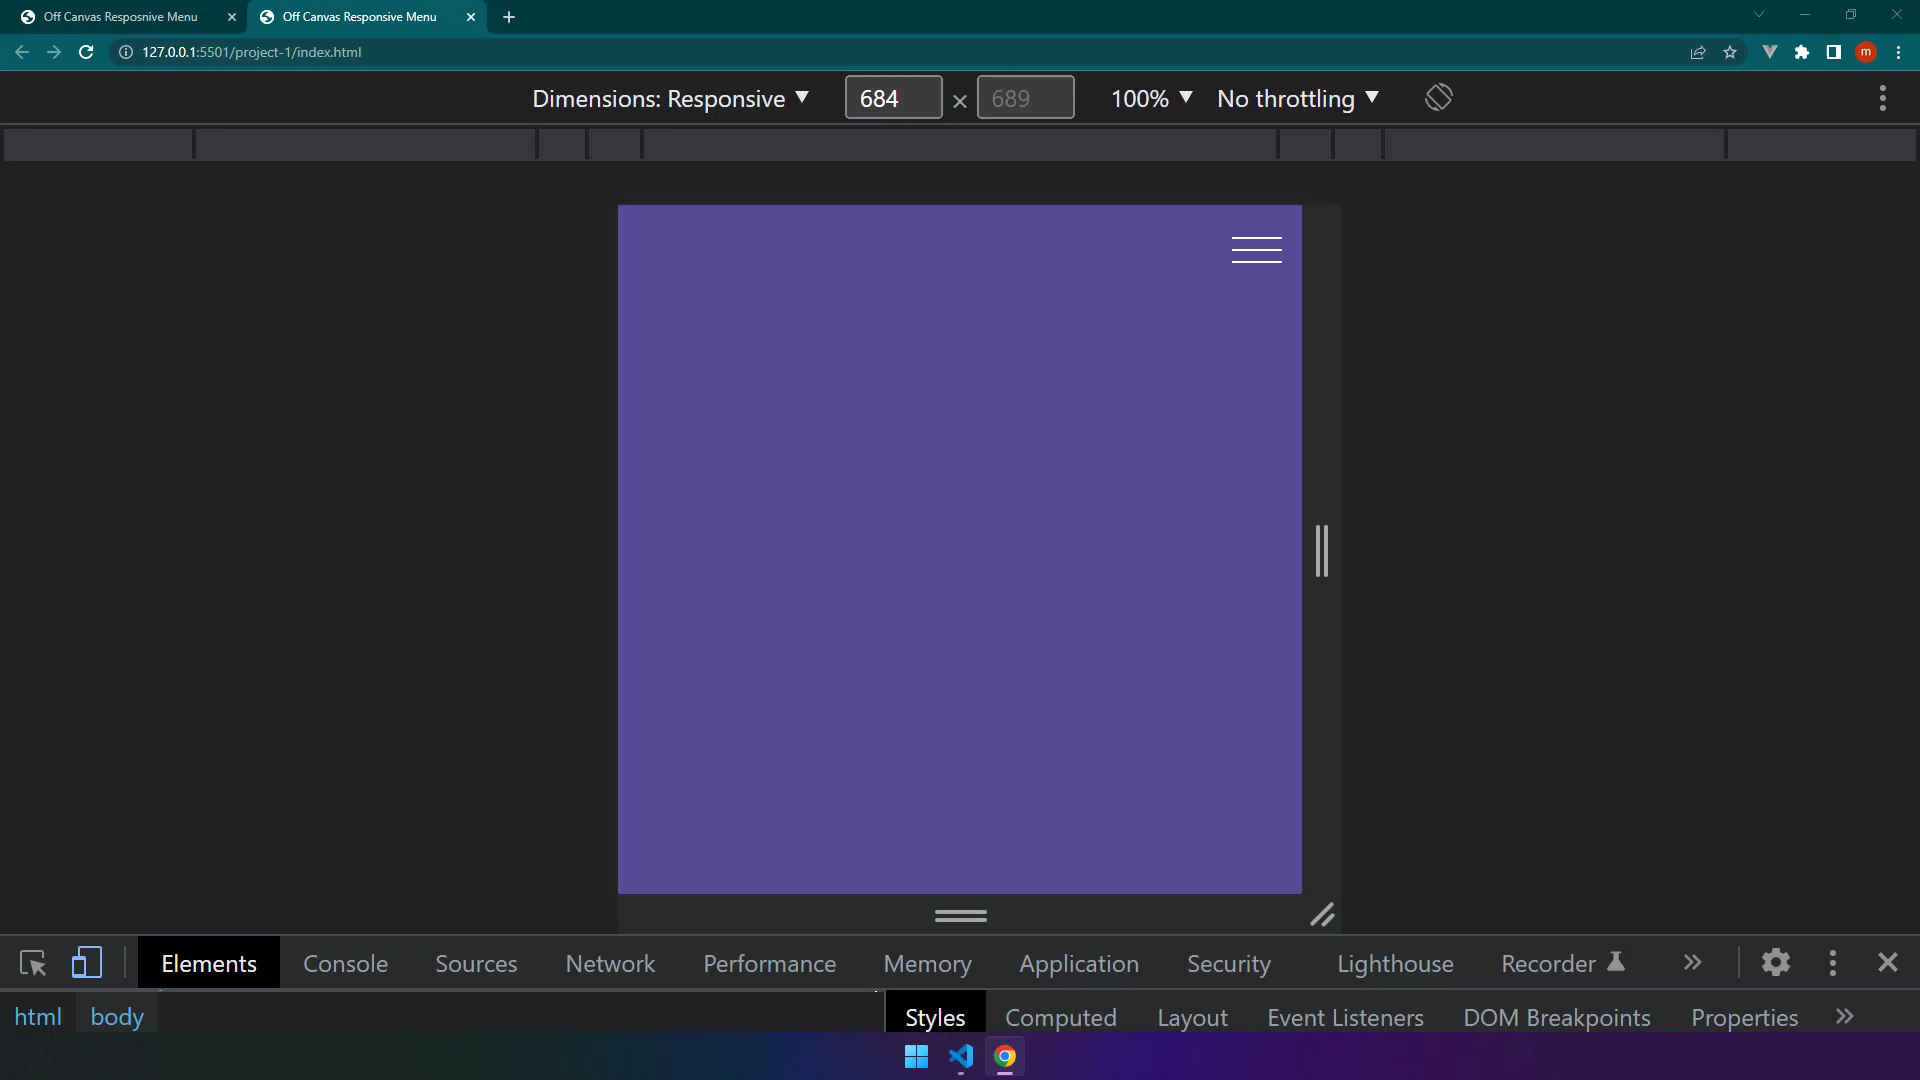 Off Canvas Resposnive Menu
Off Canvas Responsive Menu
127.0.0.1:5501/project-1/index.html
m
Dimensions: Responsive 684 × 689 100% No throttling
Elements Console Sources Network Performance Memory Application Security Lighthouse Recorder
html body Styles Computed Layout Event Listeners DOM Breakpoints Properties